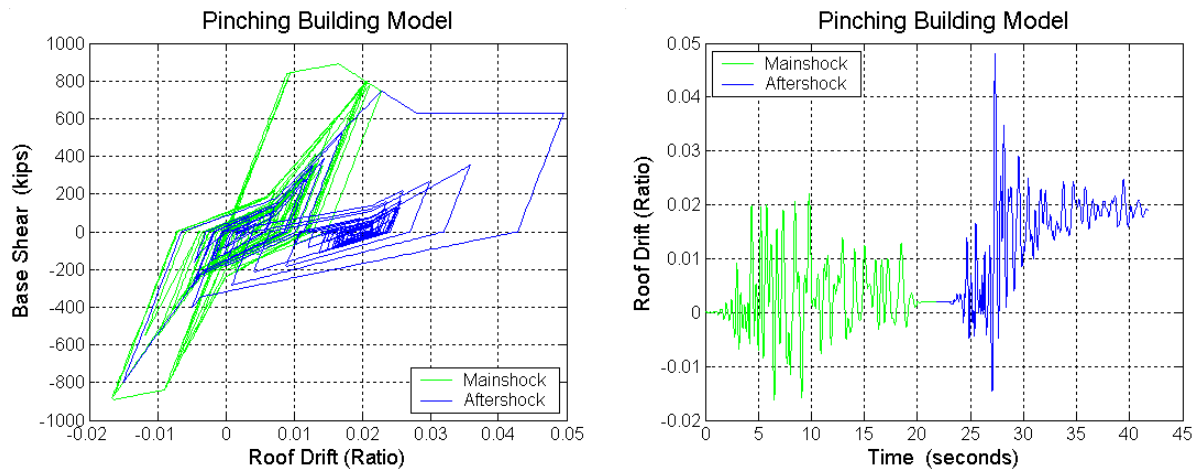 Pinching Building Model
1000
800
600
400
200
0
-200
-400
-600
-800
-1000
-0.02 -0.01 0 0.01 0.02 0.03 0.04 0.05
Base Shear (kips)
Roof Drift (Ratio)
Mainshock
Aftershock
Pinching Building Model
0.05
0.04
0.03
0.02
0.01
0
-0.01
-0.02
0 5 10 15 20 25 30 35 40 45
Roof Drift (Ratio)
Time (seconds)
Mainshock
Aftershock